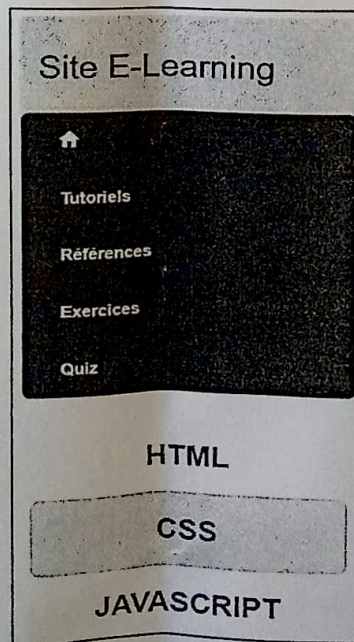 Site E-Learning
Tutoriels
Références
Exercices
Quiz
HTML
CSS
JAVASCRIPT